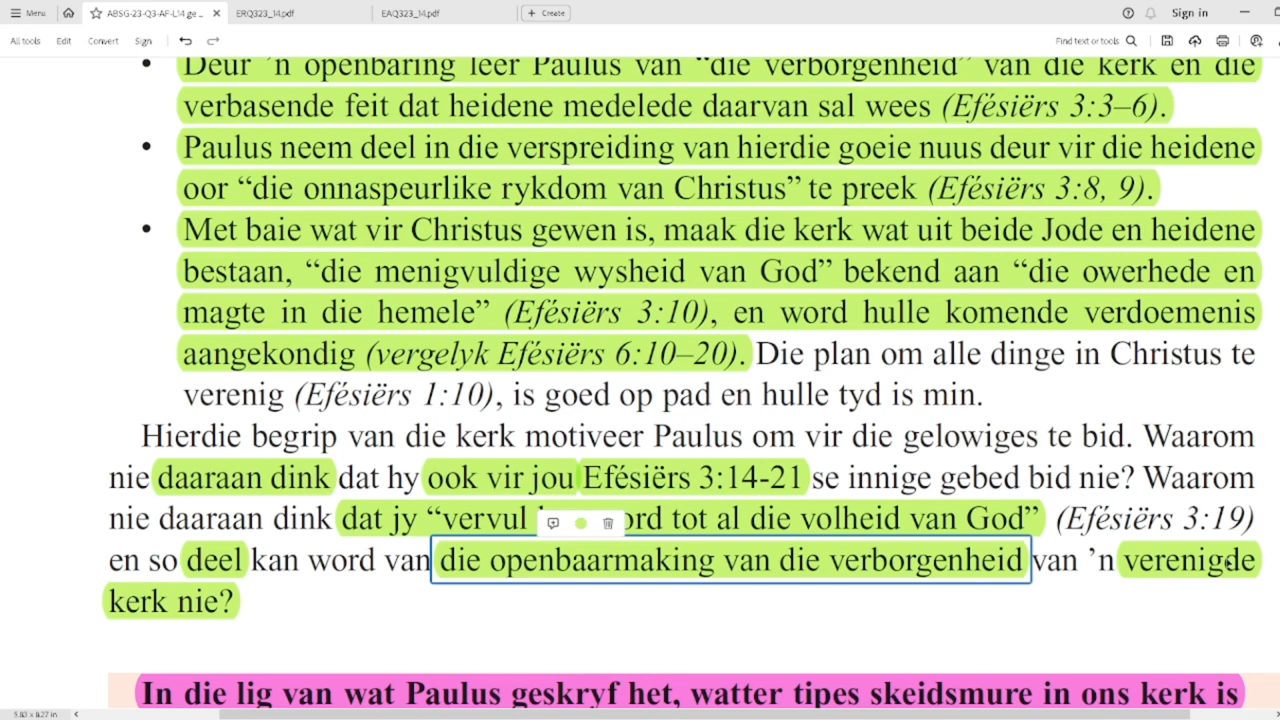 Menu
ABSG-23-Q3-AF-L14 ge ...
ERQ323_14.pdf
EAQ323_14.pdf
+ Create
Sign in
All tools Edit Convert Sign
Find text or tools
• Deur ’n openbaring leer Paulus van “die verborgenheid” van die kerk en die
verbasende feit dat heidene medelede daarvan sal wees (Efésiërs 3:3–6).
• Paulus neem deel in die verspreiding van hierdie goeie nuus deur vir die heidene
oor “die onnaspeurlike rykdom van Christus” te preek (Efésiërs 3:8, 9).
• Met baie wat vir Christus gewen is, maak die kerk wat uit beide Jode en heidene
bestaan, “die menigvuldige wysheid van God” bekend aan “die owerhede en
magte in die hemele” (Efésiërs 3:10), en word hulle komende verdoemenis
aangekondig (vergelyk Efésiërs 6:10–20). Die plan om alle dinge in Christus te
verenig (Efésiërs 1:10), is goed op pad en hulle tyd is min.
Hierdie begrip van die kerk motiveer Paulus om vir die gelowiges te bid. Waarom
nie daaraan dink dat hy ook vir jou Efésiërs 3:14-21 se innige gebed bid nie? Waarom
nie daaraan dink dat jy “vervul tot al die volheid van God” (Efésiërs 3:19)
en so deel kan word van die openbaarmaking van die verborgenheid van ’n verenigde
kerk nie?
In die lig van wat Paulus geskryf het, watter tipes skeidsmure in ons kerk is
5.83 x 8.27 in